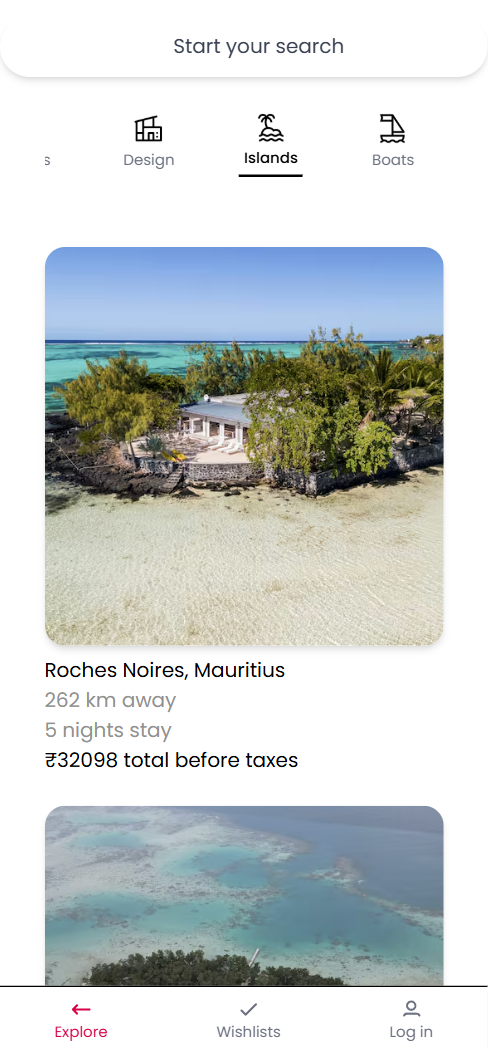 Start your search
s
Design
Islands
Boats
Roches Noires, Mauritius
262 km away
5 nights stay
₹32098 total before taxes
Explore
Wishlists
Log in